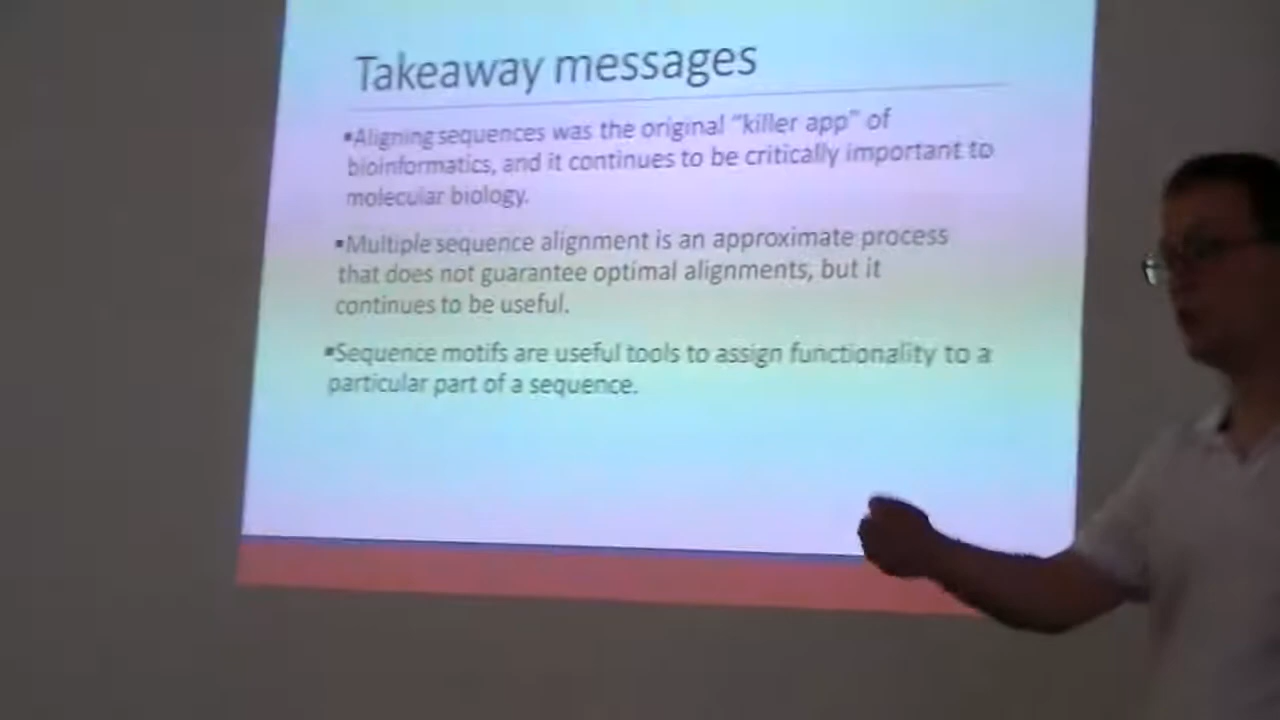 Takeaway messages
▪Aligning sequences was the original “killer app” of
bioinformatics, and it continues to be critically important to
molecular biology.
▪Multiple sequence alignment is an approximate process
that does not guarantee optimal alignments, but it
continues to be useful.
▪Sequence motifs are useful tools to assign functionality to a
particular part of a sequence.